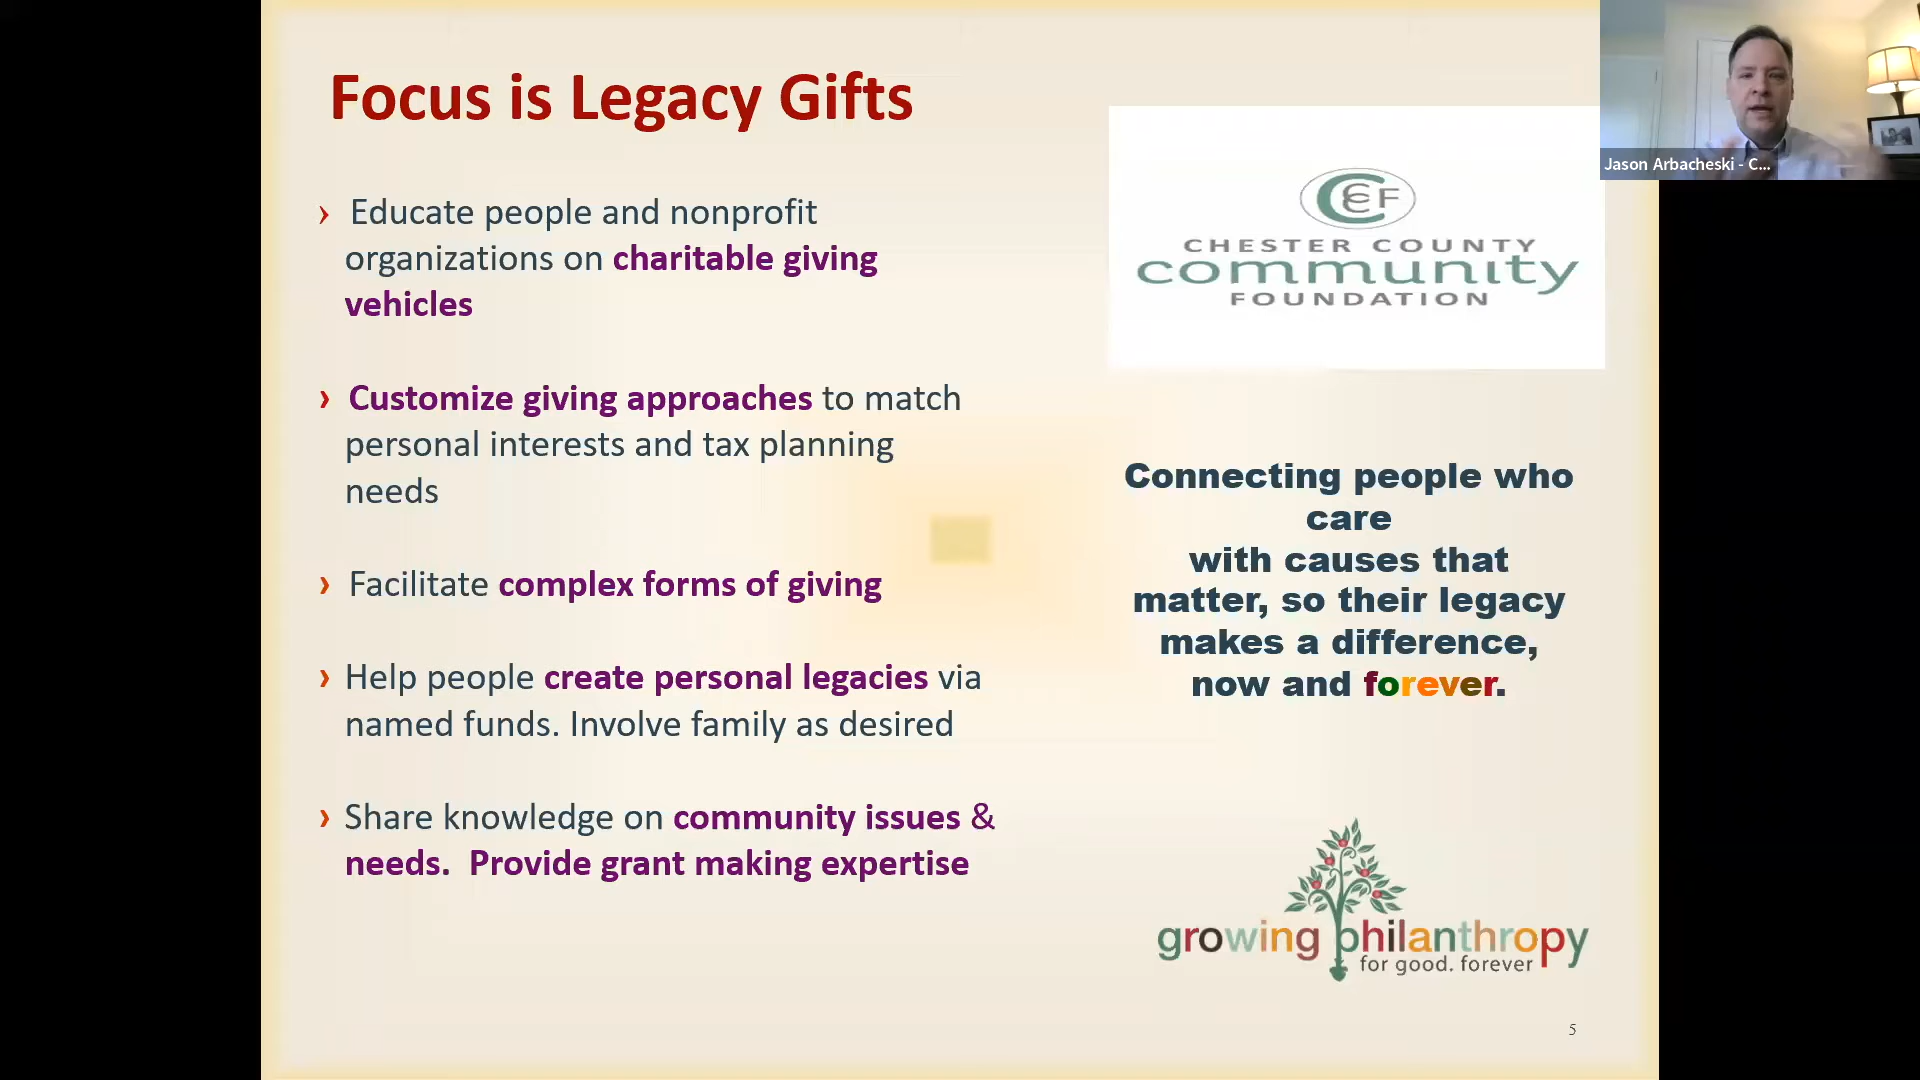 Focus is Legacy Gifts
› Educate people and nonprofit
organizations on charitable giving
vehicles
› Customize giving approaches to match
personal interests and tax planning
needs
› Facilitate complex forms of giving
› Help people create personal legacies via
named funds. Involve family as desired
› Share knowledge on community issues &
needs.  Provide grant making expertise
Jason Arbacheski - C...
CCCF
CHESTER COUNTY
community
FOUNDATION
Connecting people who
care
with causes that
matter, so their legacy
makes a difference,
now and forever.
growing philanthropy
for good. forever
5